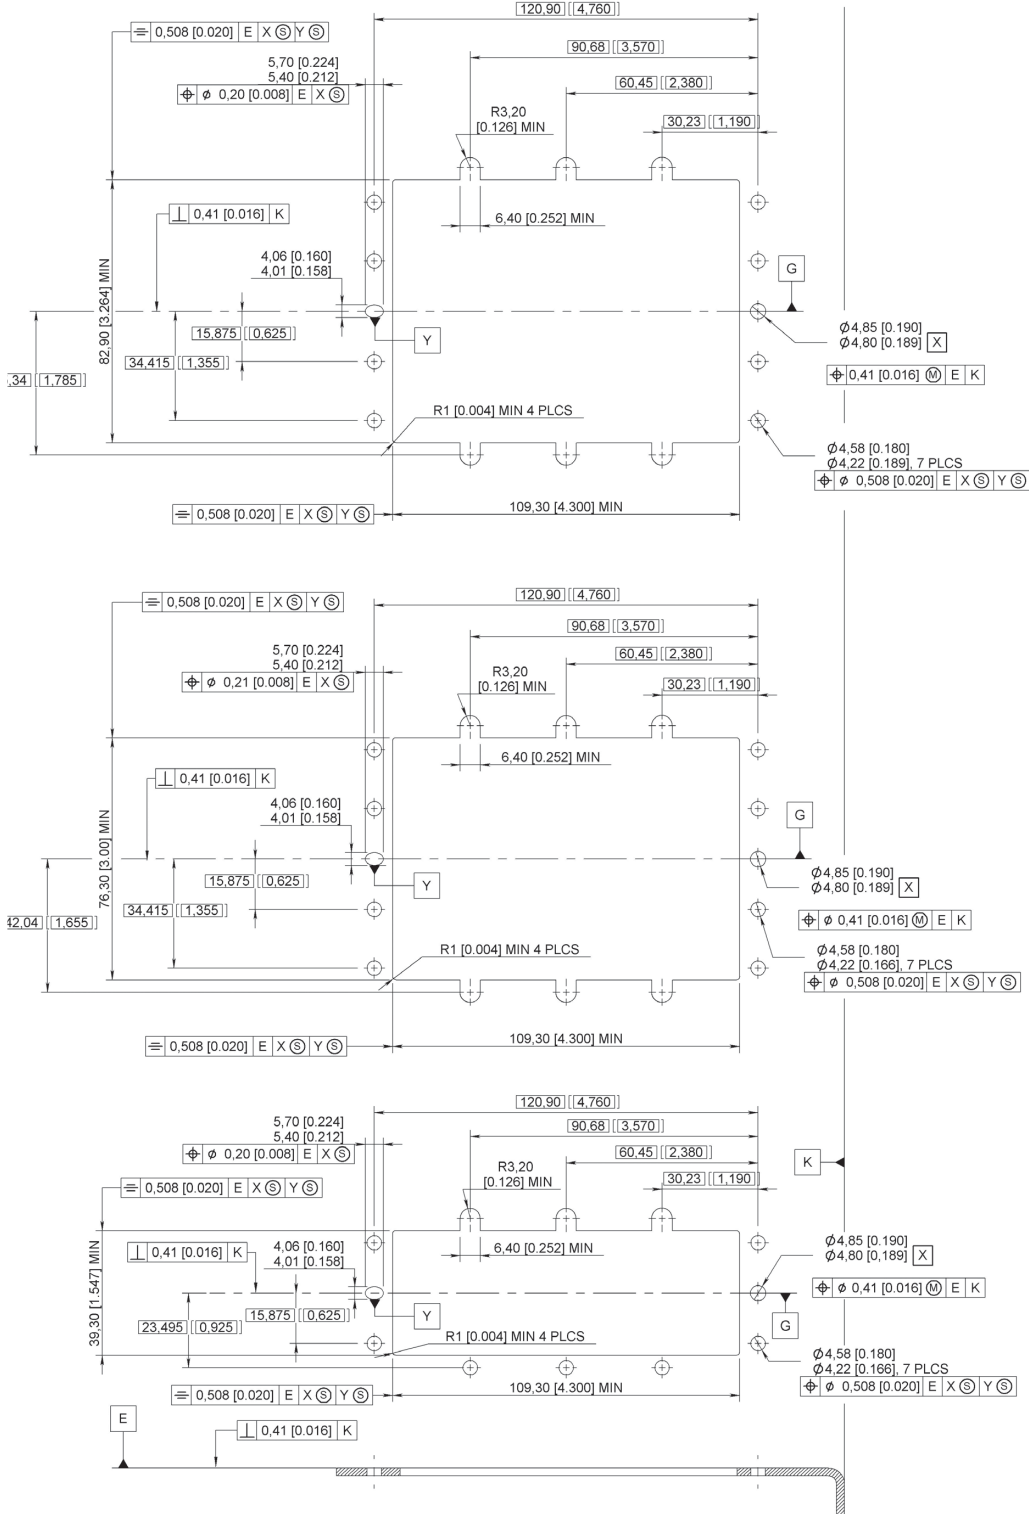 120,90 [4,760]
⌯ 0,508 [0.020] E X Ⓢ Y Ⓢ
90,68 [3,570]
5,70 [0.224]
5,40 [0.212]
60,45 [2,380]
⌖ ⌀ 0,20 [0.008] E X Ⓢ
R3,20
[0.126] MIN
30,23 [1,190]
⟂ 0,41 [0.016] K
6,40 [0.252] MIN
4,06 [0.160]
4,01 [0.158]
G
82,90 [3.264] MIN
15,875 [0,625]
Y
Ø4,85 [0.190]
Ø4,80 [0.189] X
34,415 [1,355]
,34 [1,785]
⌖ 0,41 [0.016] Ⓜ E K
R1 [0.004] MIN 4 PLCS
Ø4,58 [0.180]
Ø4,22 [0.189], 7 PLCS
⌖ ⌀ 0,508 [0.020] E X Ⓢ Y Ⓢ
109,30 [4.300] MIN
⌯ 0,508 [0.020] E X Ⓢ Y Ⓢ
120,90 [4,760]
⌯ 0,508 [0.020] E X Ⓢ Y Ⓢ
90,68 [3,570]
5,70 [0.224]
5,40 [0.212]
60,45 [2,380]
⌖ ⌀ 0,21 [0.008] E X Ⓢ
R3,20
[0.126] MIN
30,23 [1,190]
6,40 [0.252] MIN
⟂ 0,41 [0.016] K
4,06 [0.160]
4,01 [0.158]
G
76,30 [3.00] MIN
15,875 [0,625]
Y
Ø4,85 [0.190]
Ø4,80 [0.189] X
34,415 [1,355]
42,04 [1,655]
⌖ ⌀ 0,41 [0.016] Ⓜ E K
R1 [0.004] MIN 4 PLCS
Ø4,58 [0.180]
Ø4,22 [0.166], 7 PLCS
⌖ ⌀ 0,508 [0.020] E X Ⓢ Y Ⓢ
109,30 [4.300] MIN
⌯ 0,508 [0.020] E X Ⓢ Y Ⓢ
120,90 [4,760]
5,70 [0.224]
5,40 [0.212]
90,68 [3,570]
⌖ ⌀ 0,20 [0.008] E X Ⓢ
60,45 [2,380]
K
R3,20
[0.126] MIN
30,23 [1,190]
⌯ 0,508 [0.020] E X Ⓢ Y Ⓢ
39,30 [1.547] MIN
⟂ 0,41 [0.016] K
4,06 [0.160]
4,01 [0.158]
6,40 [0.252] MIN
Ø4,85 [0.190]
Ø4,80 [0,189] X
⌖ ⌀ 0,41 [0.016] Ⓜ E K
15,875 [0,625]
Y
23,495 [0,925]
G
R1 [0.004] MIN 4 PLCS
Ø4,58 [0.180]
Ø4,22 [0.166], 7 PLCS
⌖ ⌀ 0,508 [0.020] E X Ⓢ Y Ⓢ
109,30 [4.300] MIN
⌯ 0,508 [0.020] E X Ⓢ Y Ⓢ
E
⟂ 0,41 [0.016] K